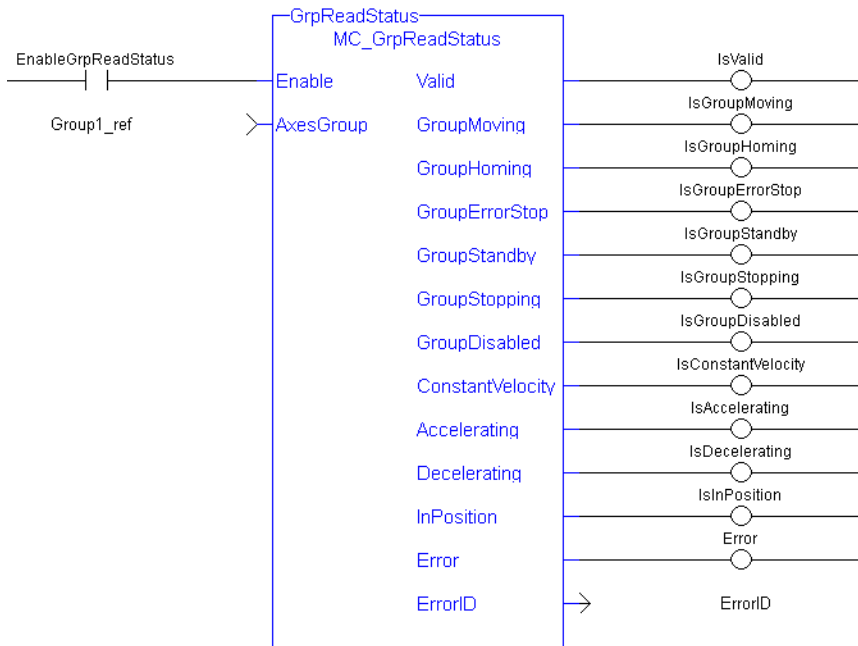 GrpReadStatus
MC_GrpReadStatus
EnableGrpReadStatus
Enable
Valid
IsValid
Group1_ref
AxesGroup
GroupMoving
IsGroupMoving
GroupHoming
IsGroupHoming
GroupErrorStop
IsGroupErrorStop
GroupStandby
IsGroupStandby
GroupStopping
IsGroupStopping
GroupDisabled
IsGroupDisabled
ConstantVelocity
IsConstantVelocity
Accelerating
IsAccelerating
Decelerating
IsDecelerating
InPosition
IsInPosition
Error
Error
ErrorID
ErrorID